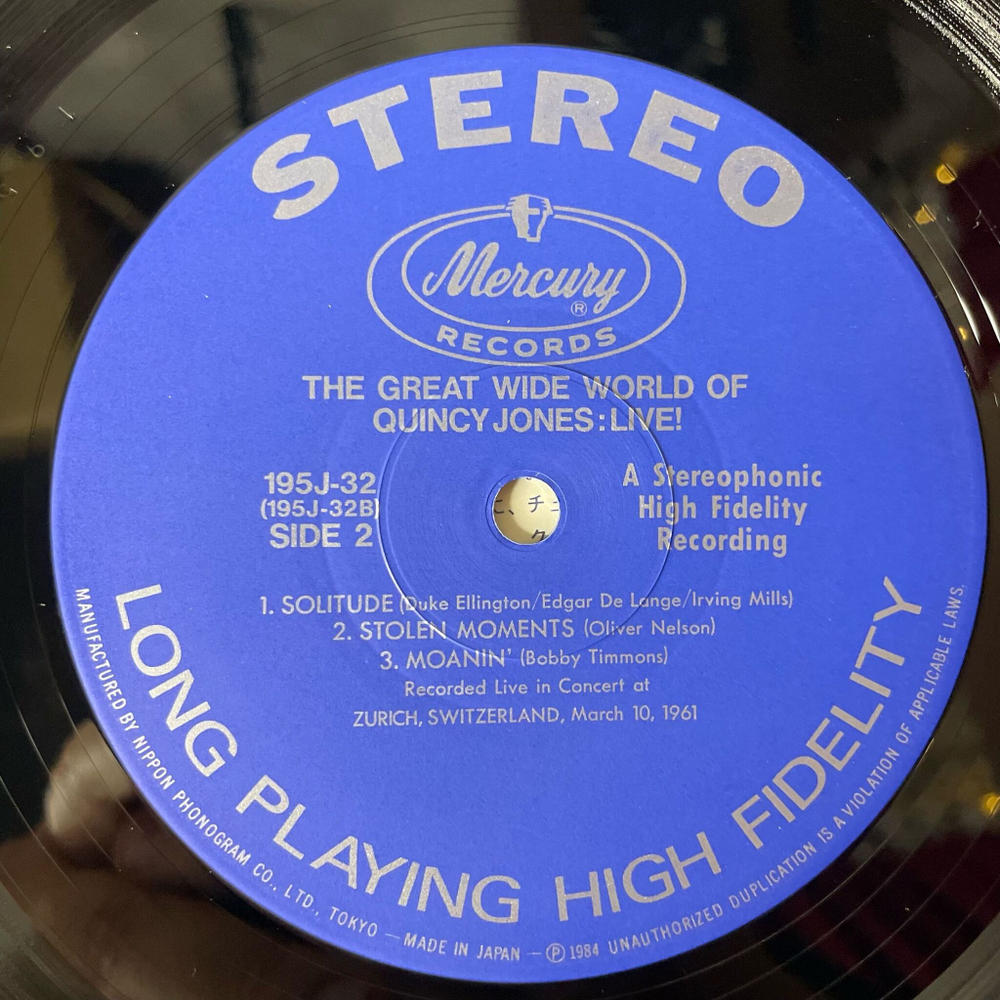 STEREO
Mercury
®
RECORDS
THE GREAT WIDE WORLD OF
QUINCY JONES:LIVE!
195J-32
(195J-32B)
SIDE 2
A Stereophonic
High Fidelity
Recording
1. SOLITUDE (Duke Ellington/Edgar De Lange/Irving Mills)
2. STOLEN MOMENTS (Oliver Nelson)
3. MOANIN' (Bobby Timmons)
Recorded Live in Concert at
ZURICH, SWITZERLAND, March 10, 1961
LONG PLAYING HIGH FIDELITY
MANUFACTURED BY NIPPON PHONOGRAM CO., LTD., TOKYO — MADE IN JAPAN — ℗ 1984 UNAUTHORIZED DUPLICATION IS A VIOLATION OF APPLICABLE LAWS.